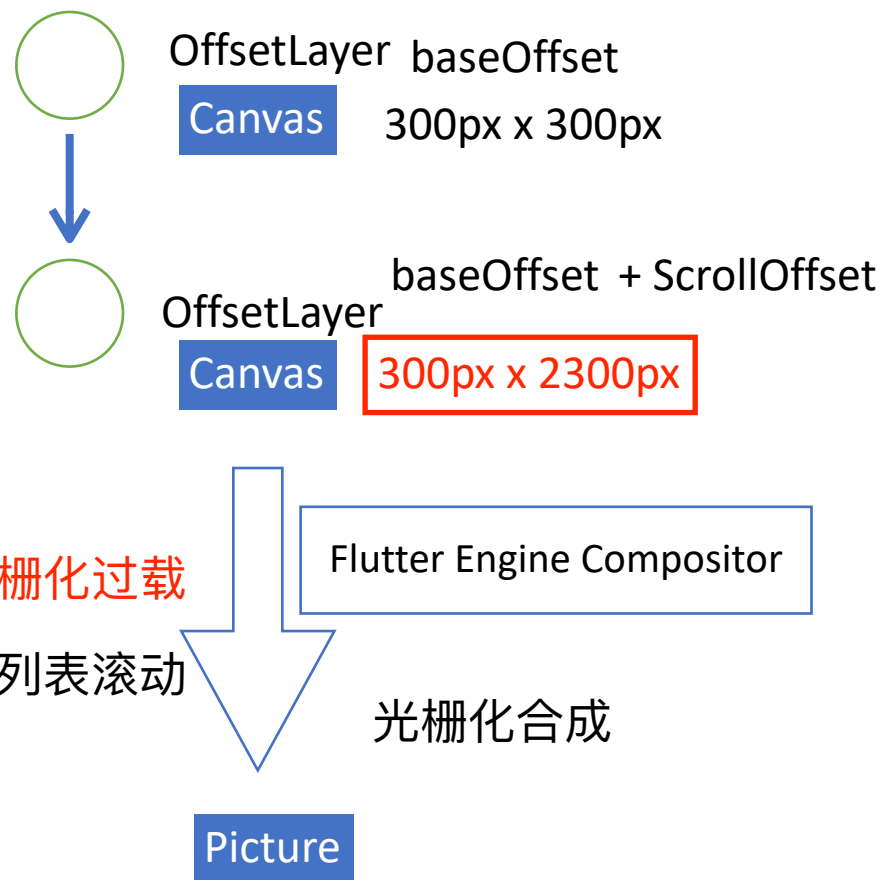 OffsetLayer baseOffset
Canvas 300px x 300px
baseOffset + ScrollOffset
OffsetLayer
Canvas 300px x 2300px
Flutter Engine Compositor
栅化过载
列表滚动
光栅化合成
Picture